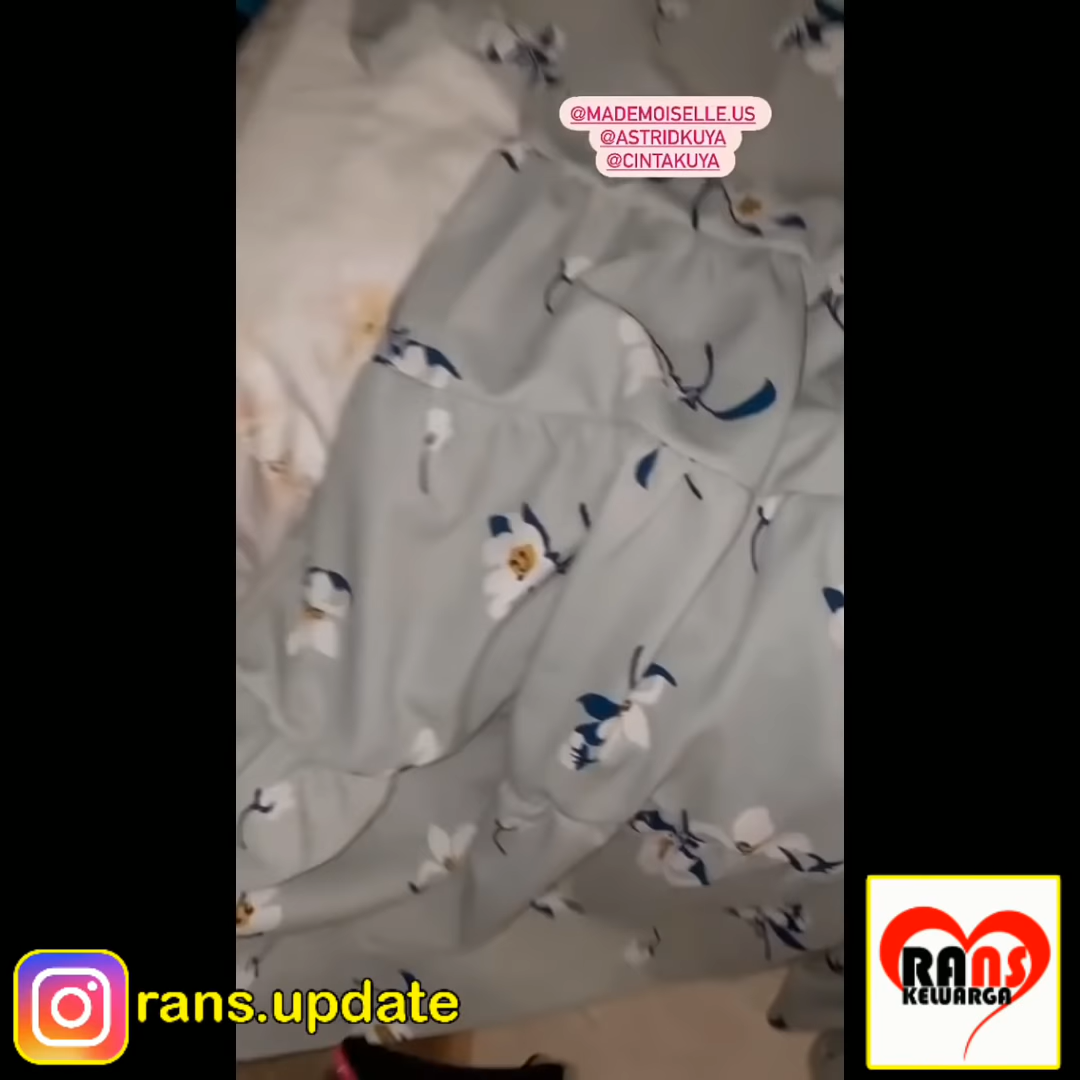 @MADEMOISELLE.US
@ASTRIDKUYA
@CINTAKUYA
rans.update
RANS
KELUARGA